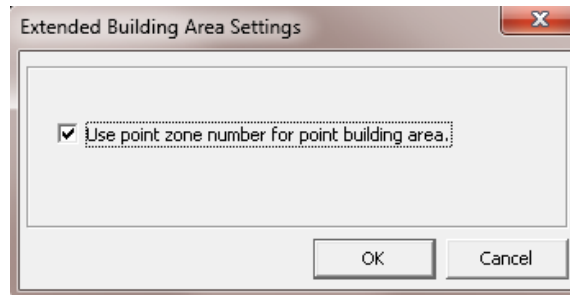 Extended Building Area Settings
Use point zone number for point building area.
OK
Cancel